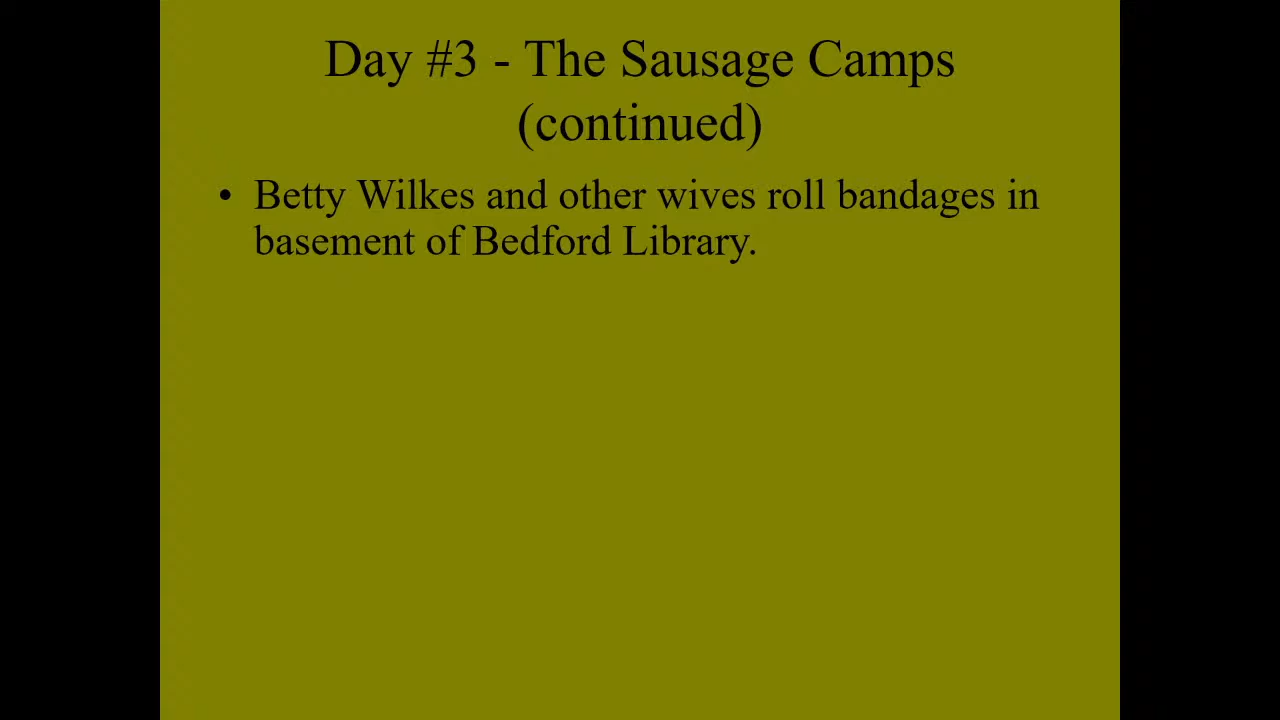 Day #3 - The Sausage Camps
(continued)
• Betty Wilkes and other wives roll bandages in
basement of Bedford Library.